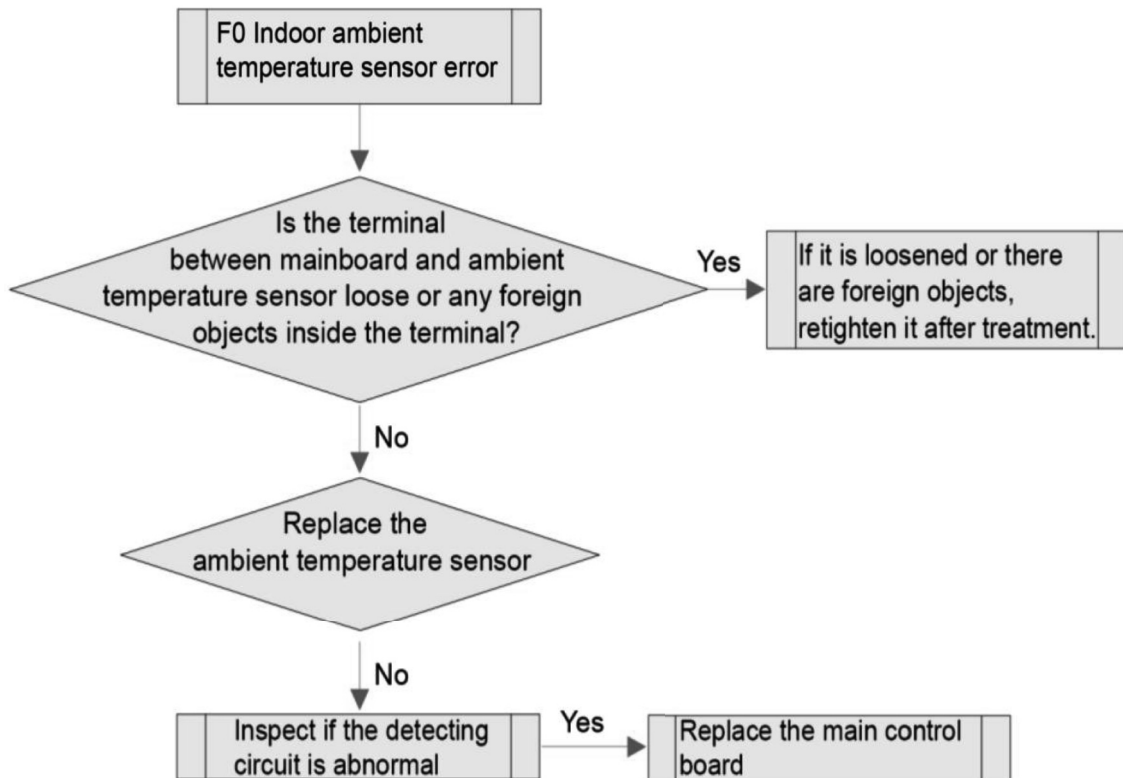 F0 Indoor ambient
temperature sensor error
Is the terminal
between mainboard and ambient
temperature sensor loose or any foreign
objects inside the terminal?
Yes
If it is loosened or there
are foreign objects,
retighten it after treatment.
No
Replace the
ambient temperature sensor
No
Inspect if the detecting
circuit is abnormal
Yes
Replace the main control
board